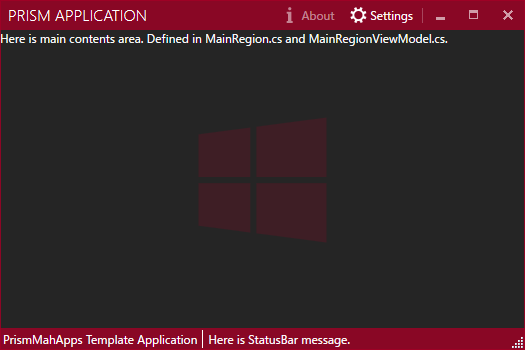 PRISM APPLICATION
About
Settings
Here is main contents area. Defined in MainRegion.cs and MainRegionViewModel.cs.
PrismMahApps Template Application
Here is StatusBar message.